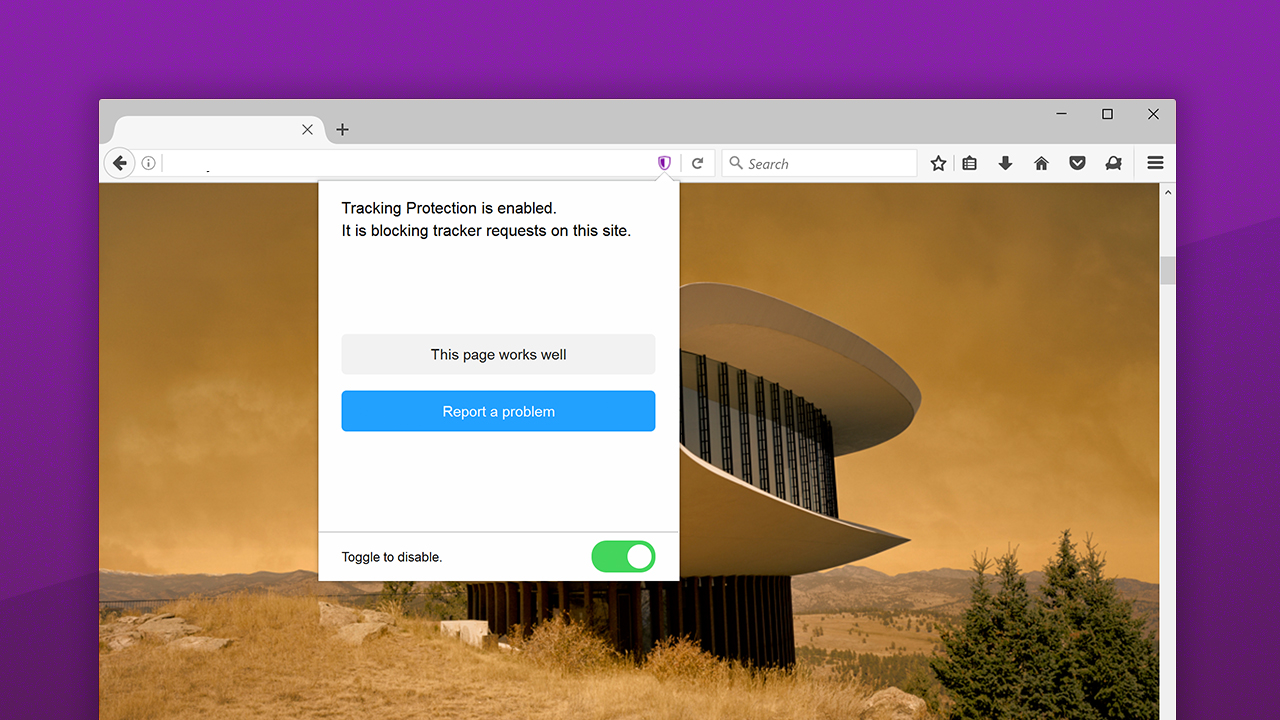 Search
Tracking Protection is enabled.
It is blocking tracker requests on this site.
This page works well
Report a problem
Toggle to disable.